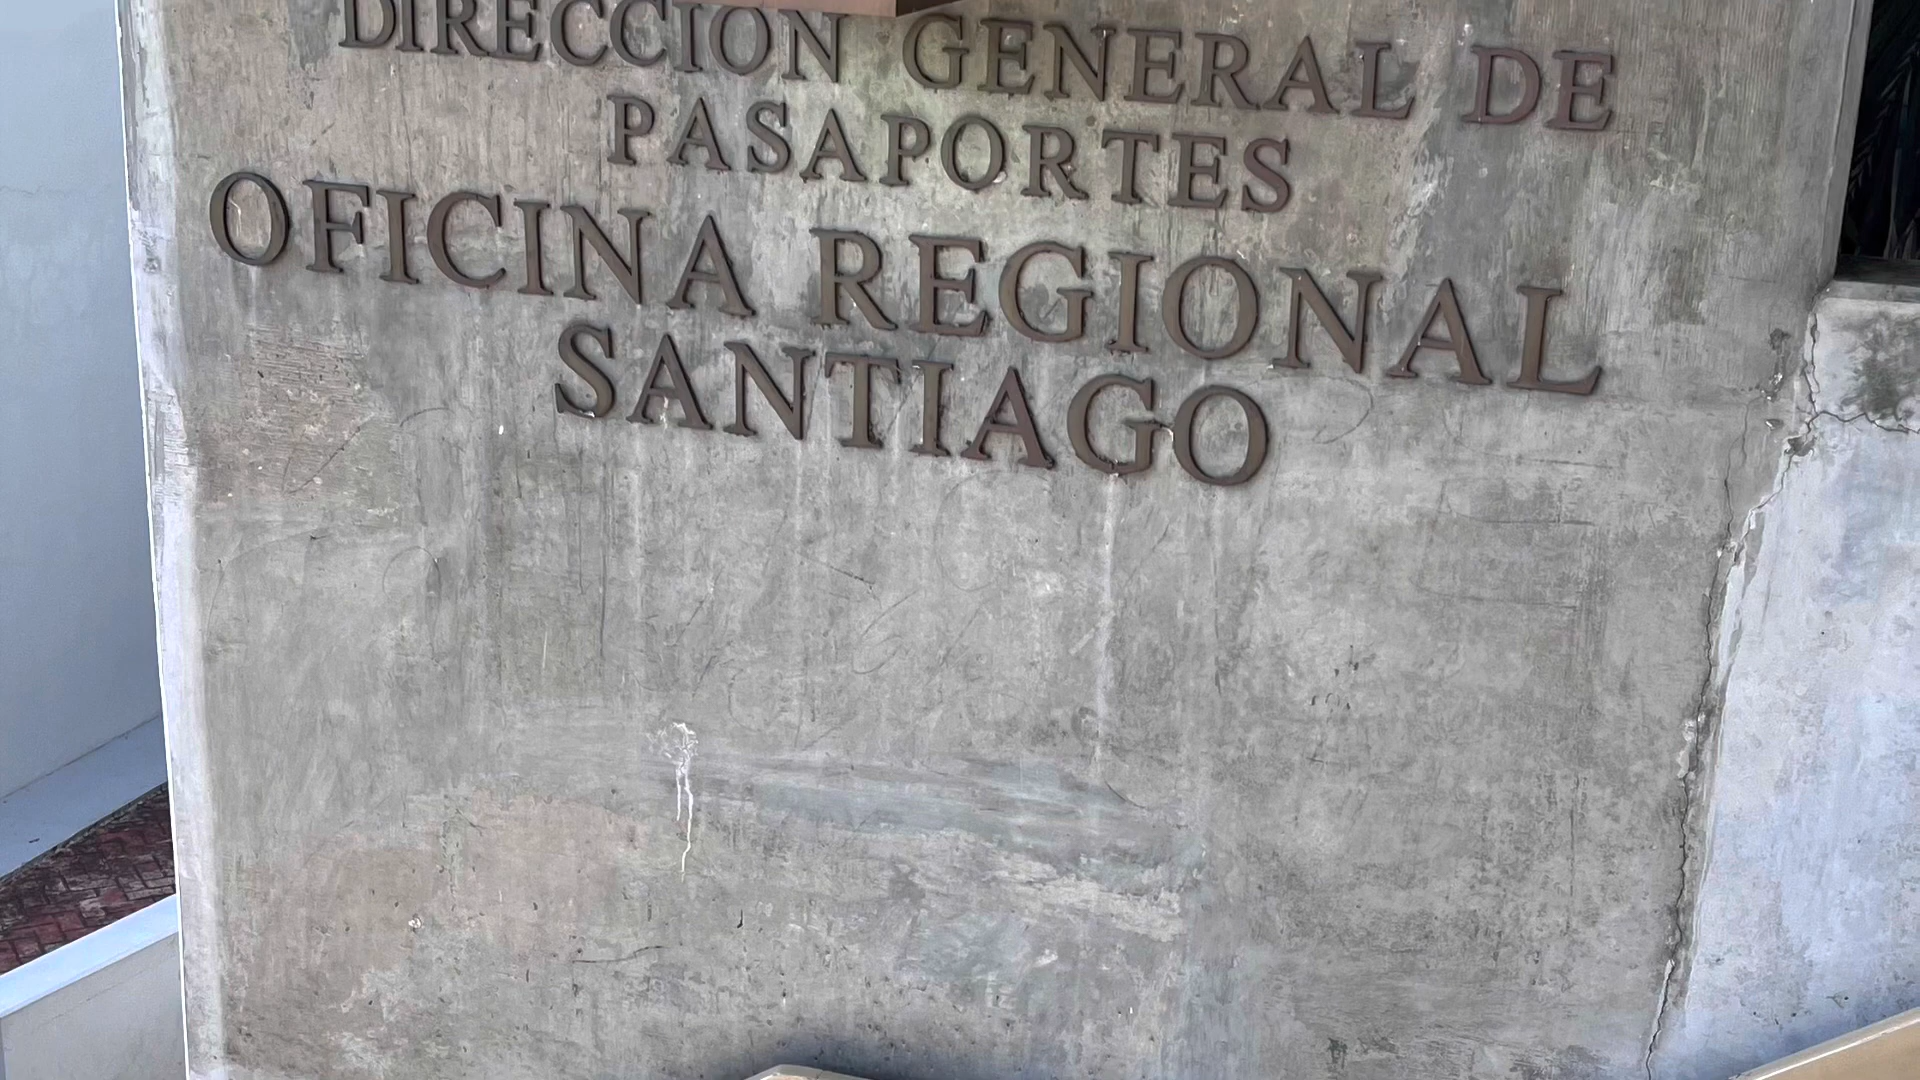 DIRECCION GENERAL DE
PASAPORTES
OFICINA REGIONAL
SANTIAGO